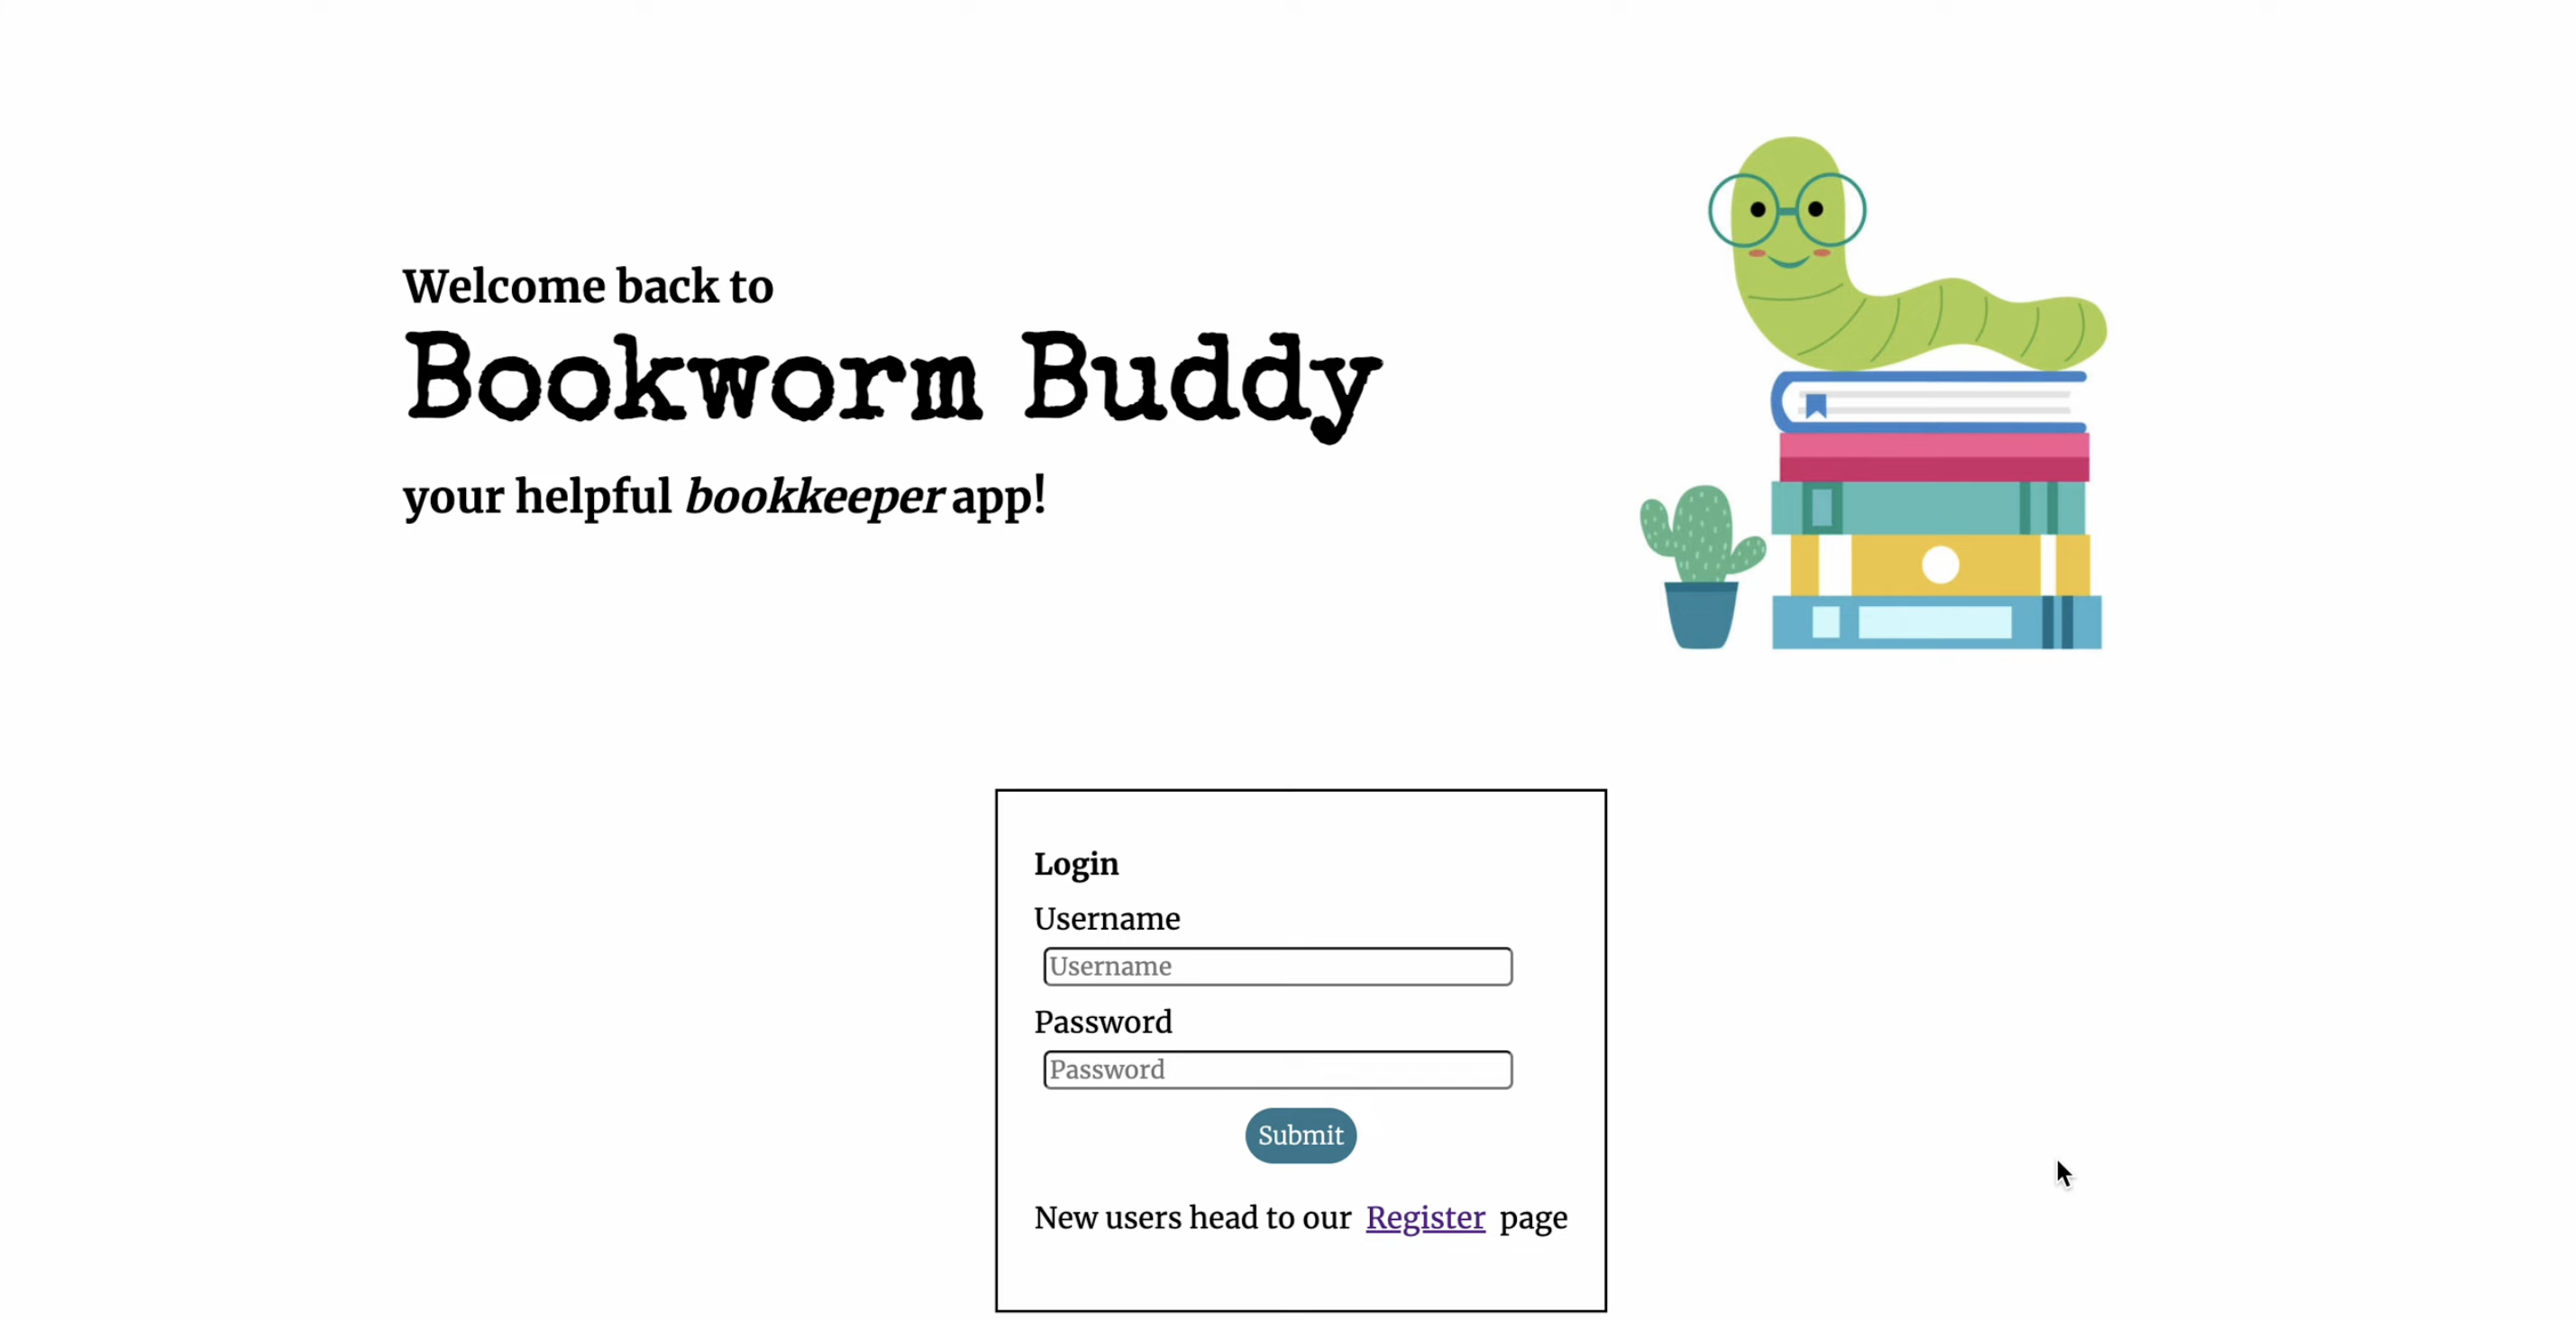 Welcome back to
Bookworm Buddy
your helpful bookkeeper app!
Login
Username
Username
Password
Password
Submit
New users head to our Register page